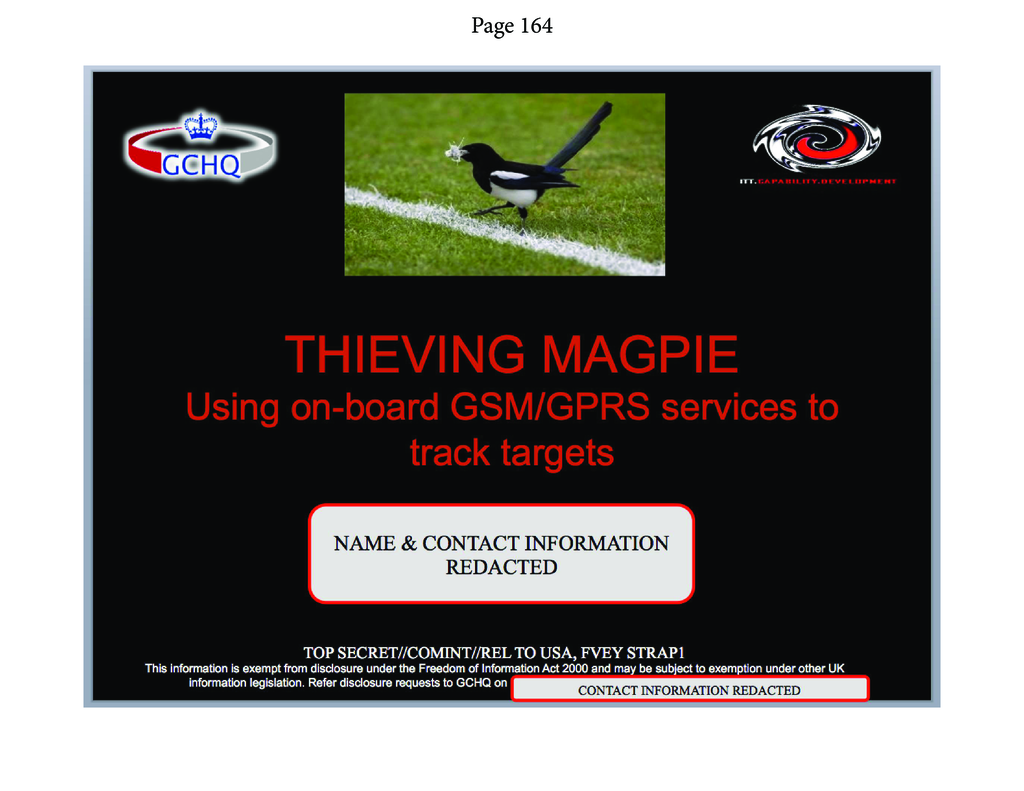 Page 164
GCHQ
ITT.CAPABILITY.DEVELOPMENT
THIEVING MAGPIE
Using on-board GSM/GPRS services to
track targets
NAME & CONTACT INFORMATION
REDACTED
TOP SECRET//COMINT//REL TO USA, FVEY STRAP1
This information is exempt from disclosure under the Freedom of Information Act 2000 and may be subject to exemption under other UK
information legislation. Refer disclosure requests to GCHQ on
CONTACT INFORMATION REDACTED